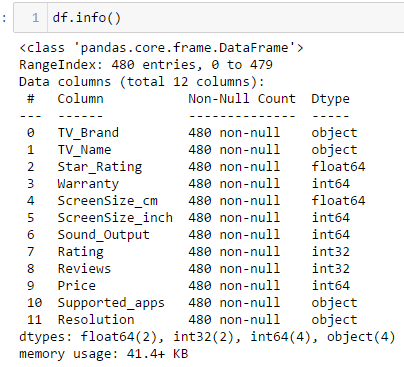 : 1 df.info()
<class 'pandas.core.frame.DataFrame'>
RangeIndex: 480 entries, 0 to 479
Data columns (total 12 columns):
 #   Column           Non-Null Count  Dtype
---  ------           --------------  -----
 0   TV_Brand         480 non-null    object
 1   TV_Name          480 non-null    object
 2   Star_Rating      480 non-null    float64
 3   Warranty         480 non-null    int64
 4   ScreenSize_cm    480 non-null    float64
 5   ScreenSize_inch  480 non-null    int64
 6   Sound_Output     480 non-null    int64
 7   Rating           480 non-null    int32
 8   Reviews          480 non-null    int32
 9   Price            480 non-null    int64
 10  Supported_apps   480 non-null    object
 11  Resolution       480 non-null    object
dtypes: float64(2), int32(2), int64(4), object(4)
memory usage: 41.4+ KB